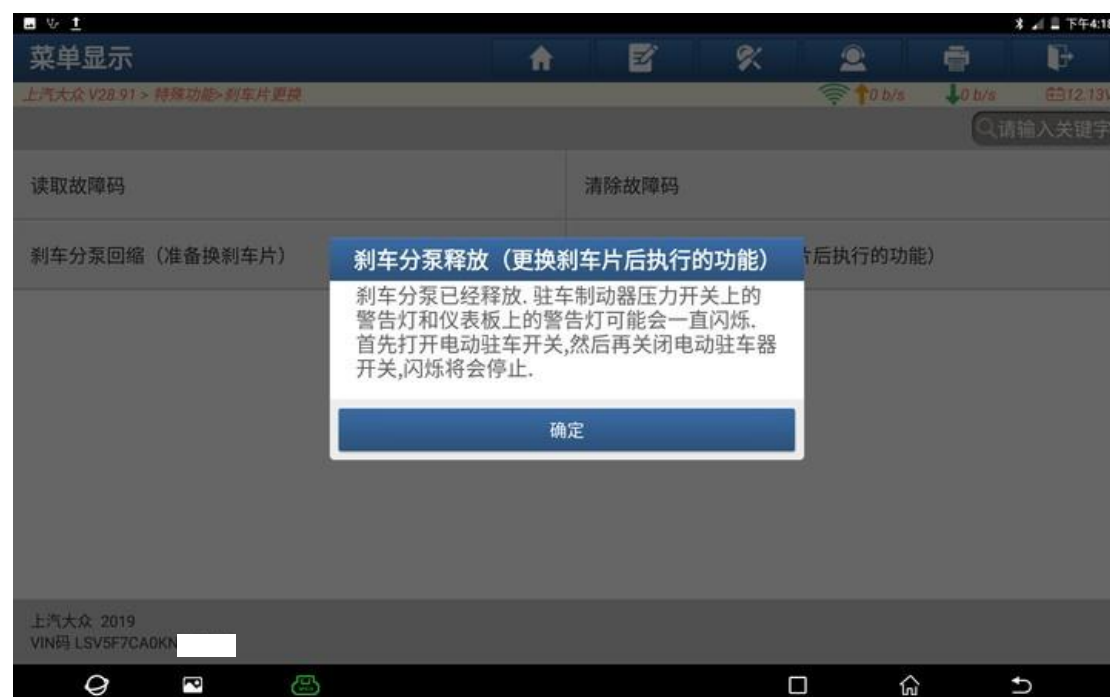 下午4:18
菜单显示
上汽大众 V28.91 > 特殊功能>刹车片更换
0 b/s
0 b/s
12.13V
请输入关键字
读取故障码
清除故障码
刹车分泵回缩（准备换刹车片）
后执行的功能）
刹车分泵释放（更换刹车片后执行的功能）
刹车分泵已经释放. 驻车制动器压力开关上的
警告灯和仪表板上的警告灯可能会一直闪烁.
首先打开电动驻车开关,然后再关闭电动驻车器
开关,闪烁将会停止.
确定
上汽大众 2019
VIN码 LSV5F7CA0KN